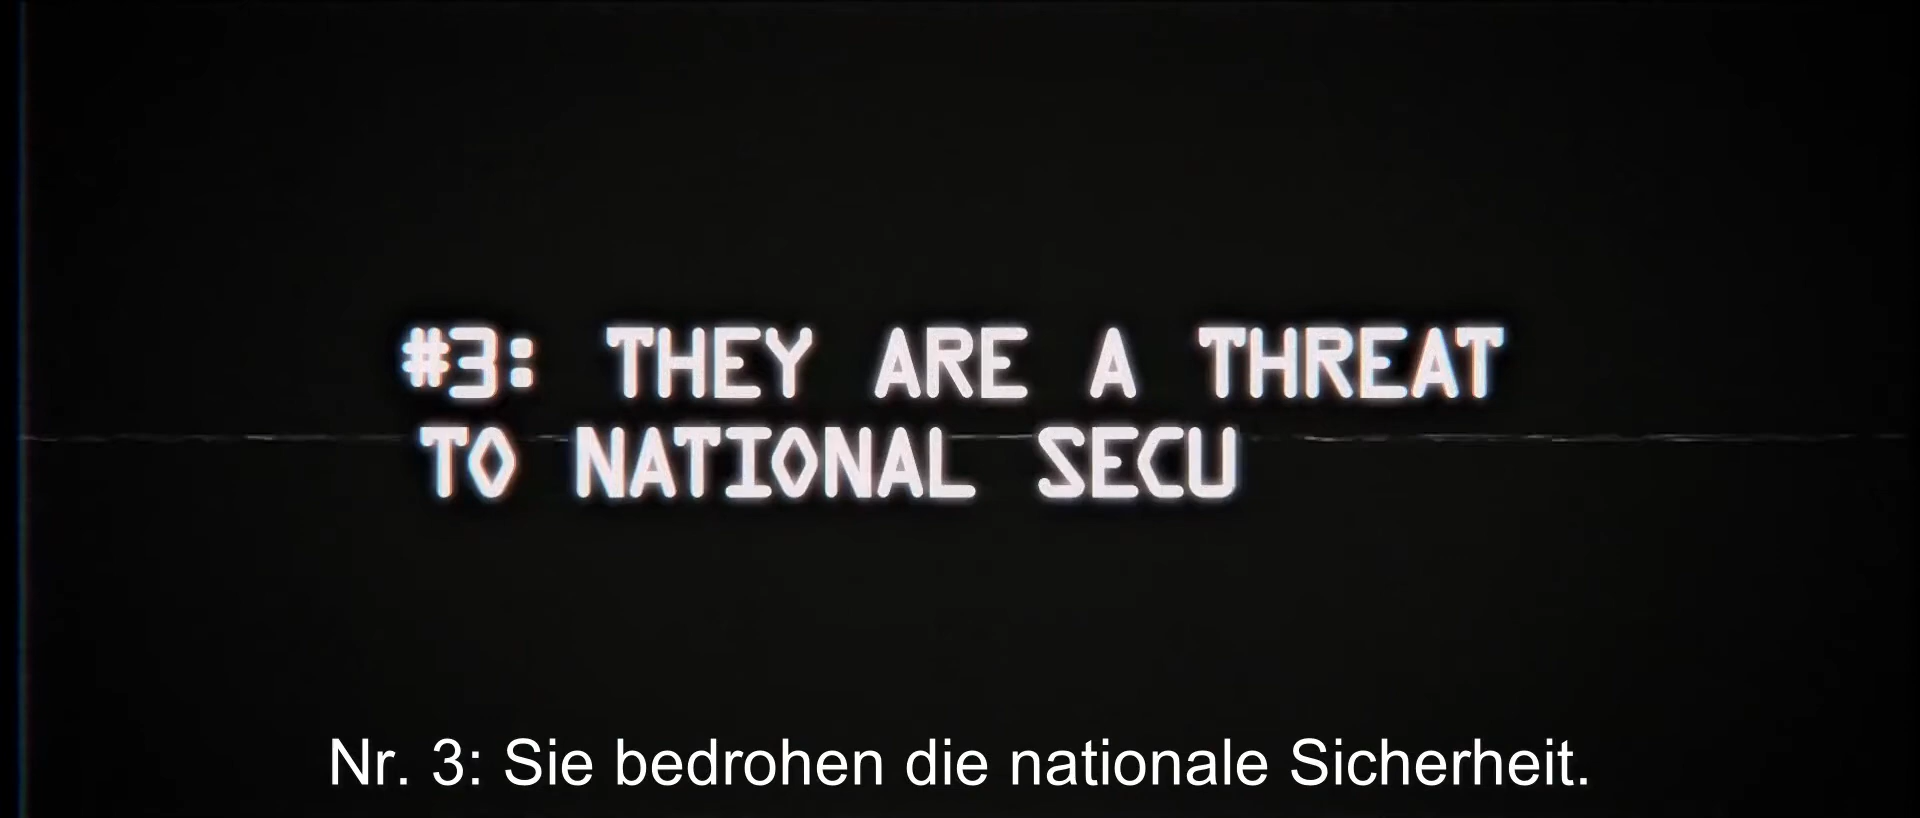 #3: THEY ARE A THREAT
TO NATIONAL SECU
Nr. 3: Sie bedrohen die nationale Sicherheit.